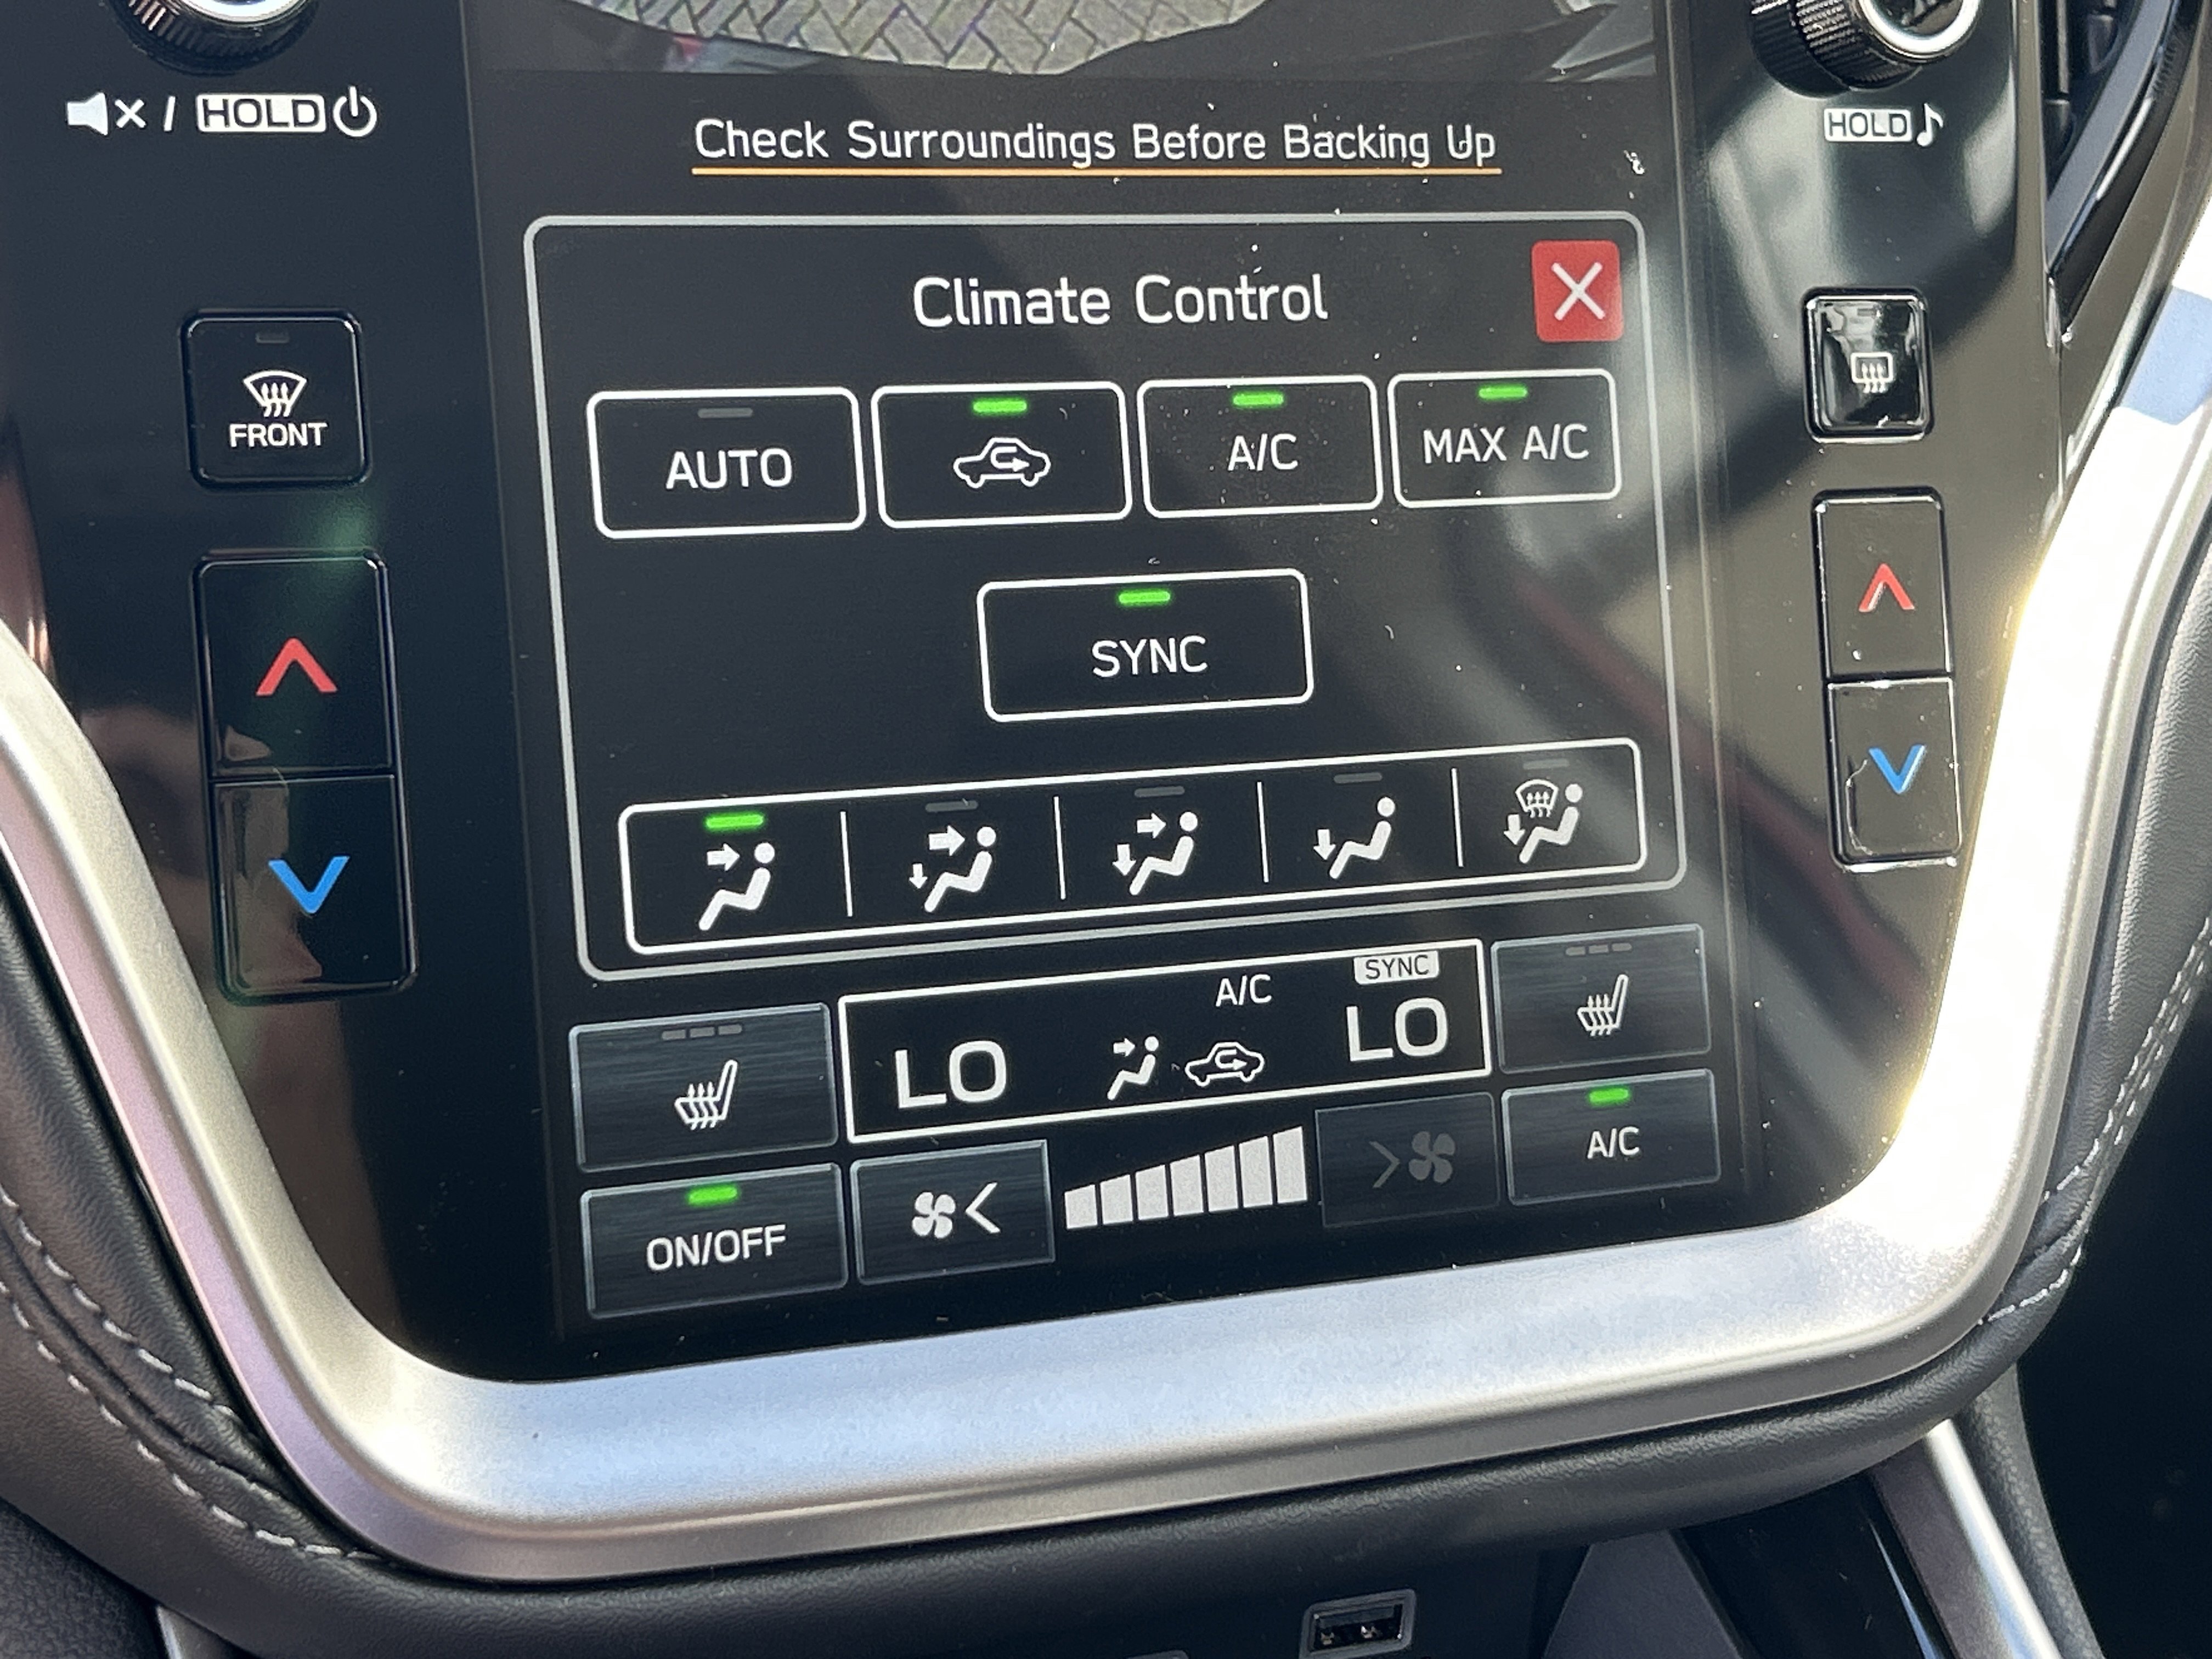 HOLD
HOLD
Check Surroundings Before Backing Up
Climate Control
FRONT
AUTO
A/C
MAX A/C
SYNC
A/C
SYNC
LO
LO
ON/OFF
A/C